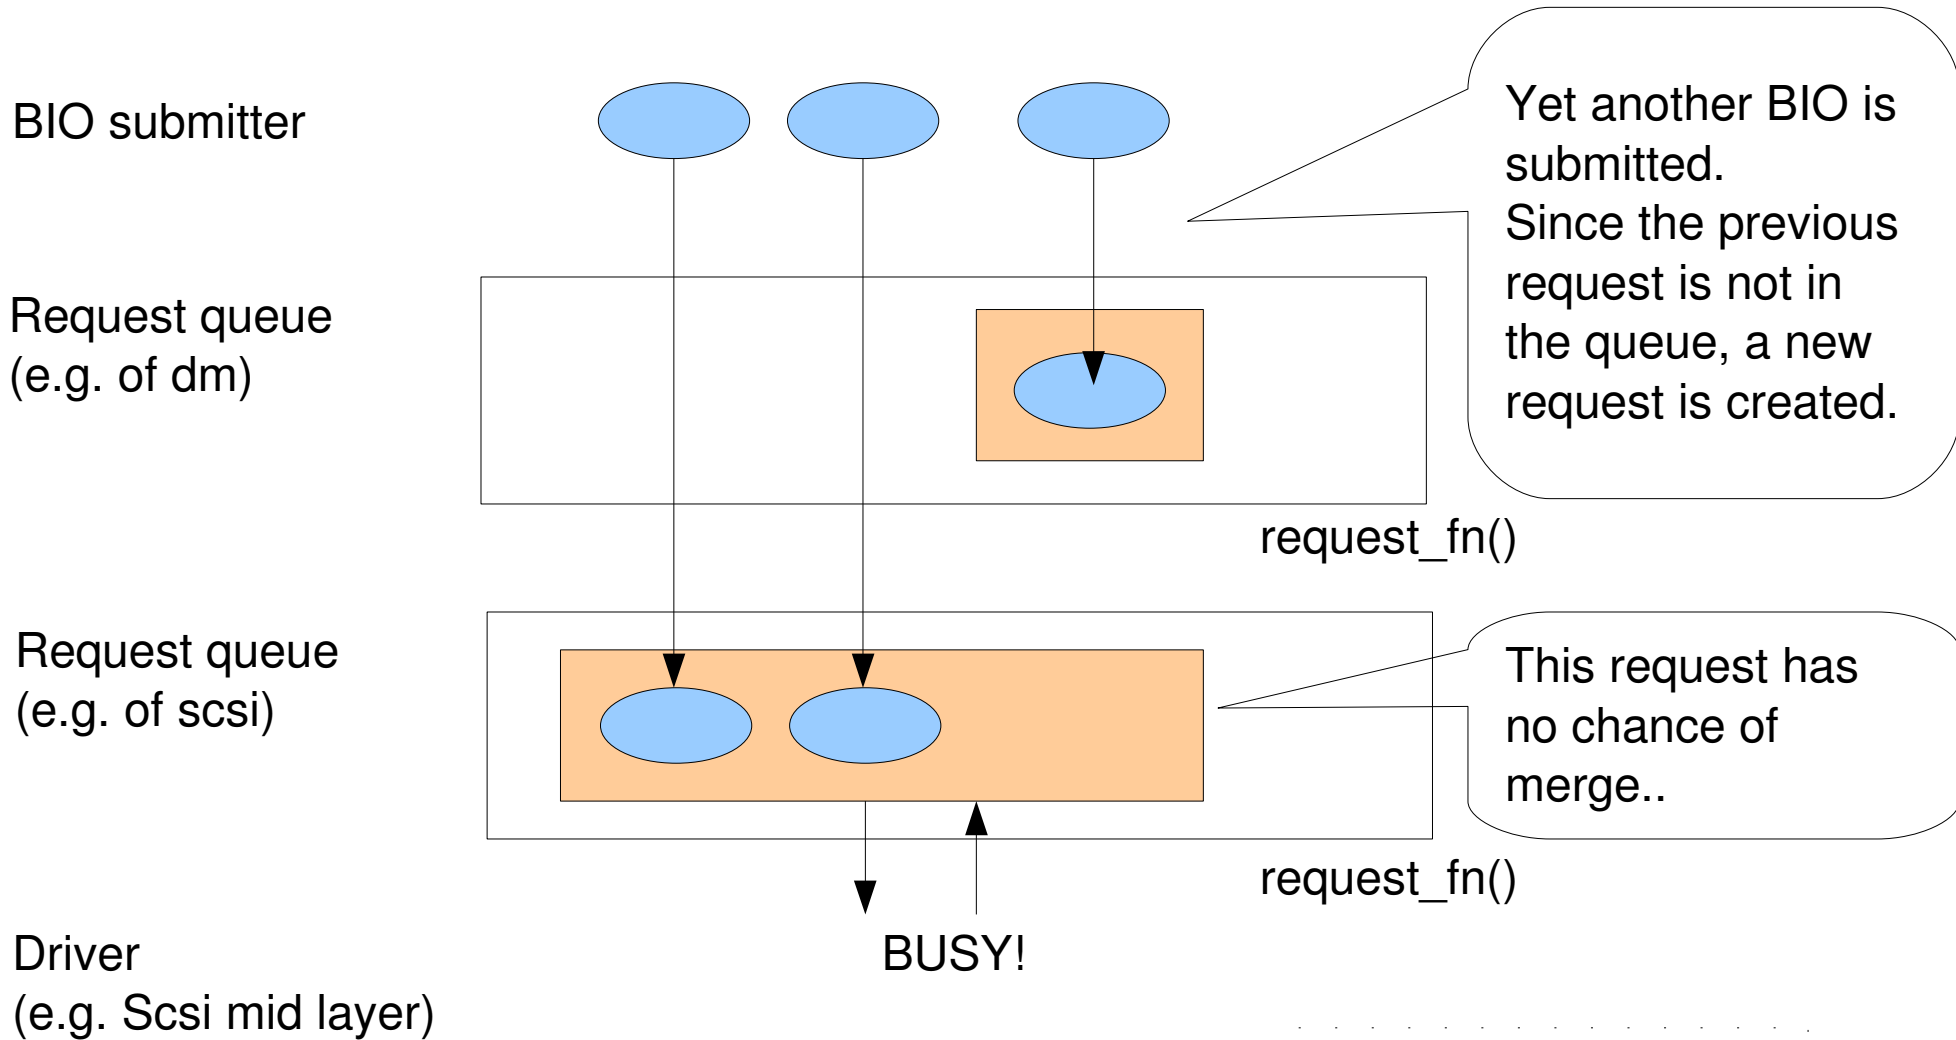 BIO submitter
Yet another BIO is
submitted.
Since the previous
request is not in
the queue, a new
request is created.
Request queue
(e.g. of dm)
request_fn()
Request queue
(e.g. of scsi)
This request has
no chance of
merge..
request_fn()
Driver
(e.g. Scsi mid layer)
BUSY!